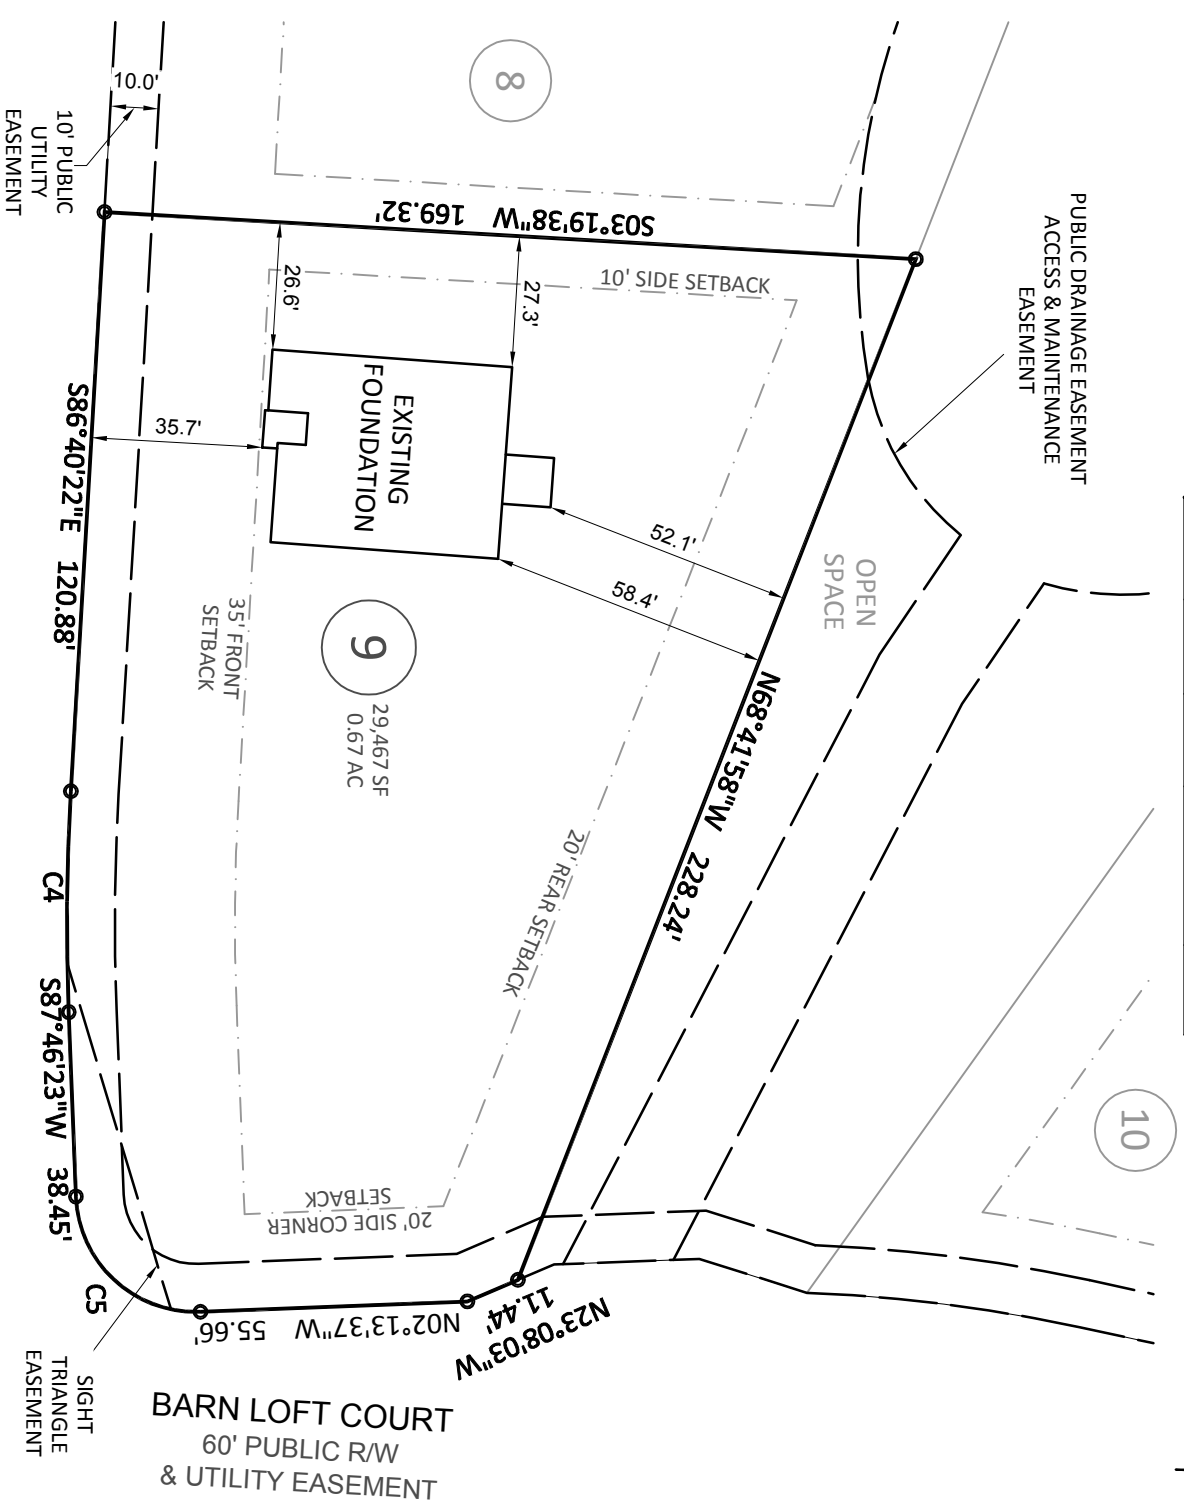 8
10.0'
10' PUBLIC
UTILITY
EASEMENT
S03°19'38"W 169.32'
PUBLIC DRAINAGE EASEMENT
ACCESS & MAINTENANCE
EASEMENT
10' SIDE SETBACK
26.6'
27.3'
EXISTING
FOUNDATION
35.7'
52.1'
58.4'
OPEN
SPACE
S86°40'22"E 120.88'
35' FRONT
SETBACK
9
29,467 SF
0.67 AC
N68°41'58"W 228.24'
20' REAR SETBACK
C4
S87°46'23"W 38.45'
10
20' SIDE CORNER
SETBACK
C5
N02°13'37"W 55.66'
N23°08'03"W
11.44'
SIGHT
TRIANGLE
EASEMENT
BARN LOFT COURT
60' PUBLIC R/W
& UTILITY EASEMENT